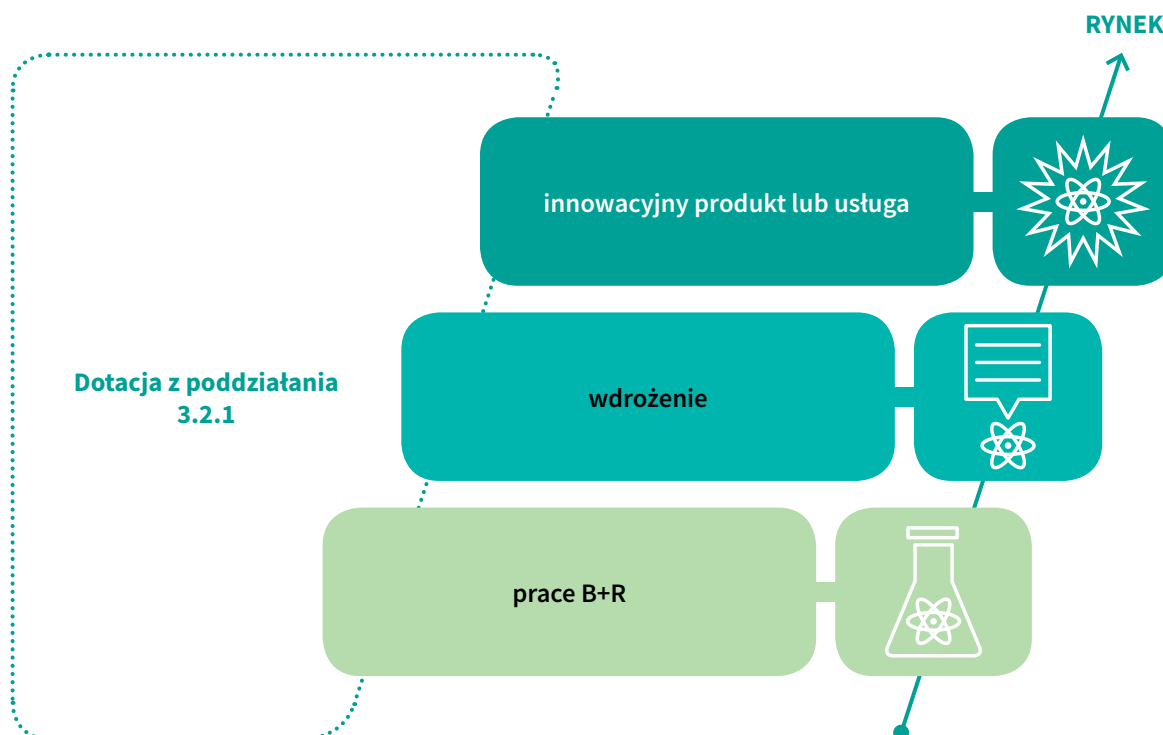 RYNEK
innowacyjny produkt lub usługa
Dotacja z poddziałania
3.2.1
wdrożenie
prace B+R